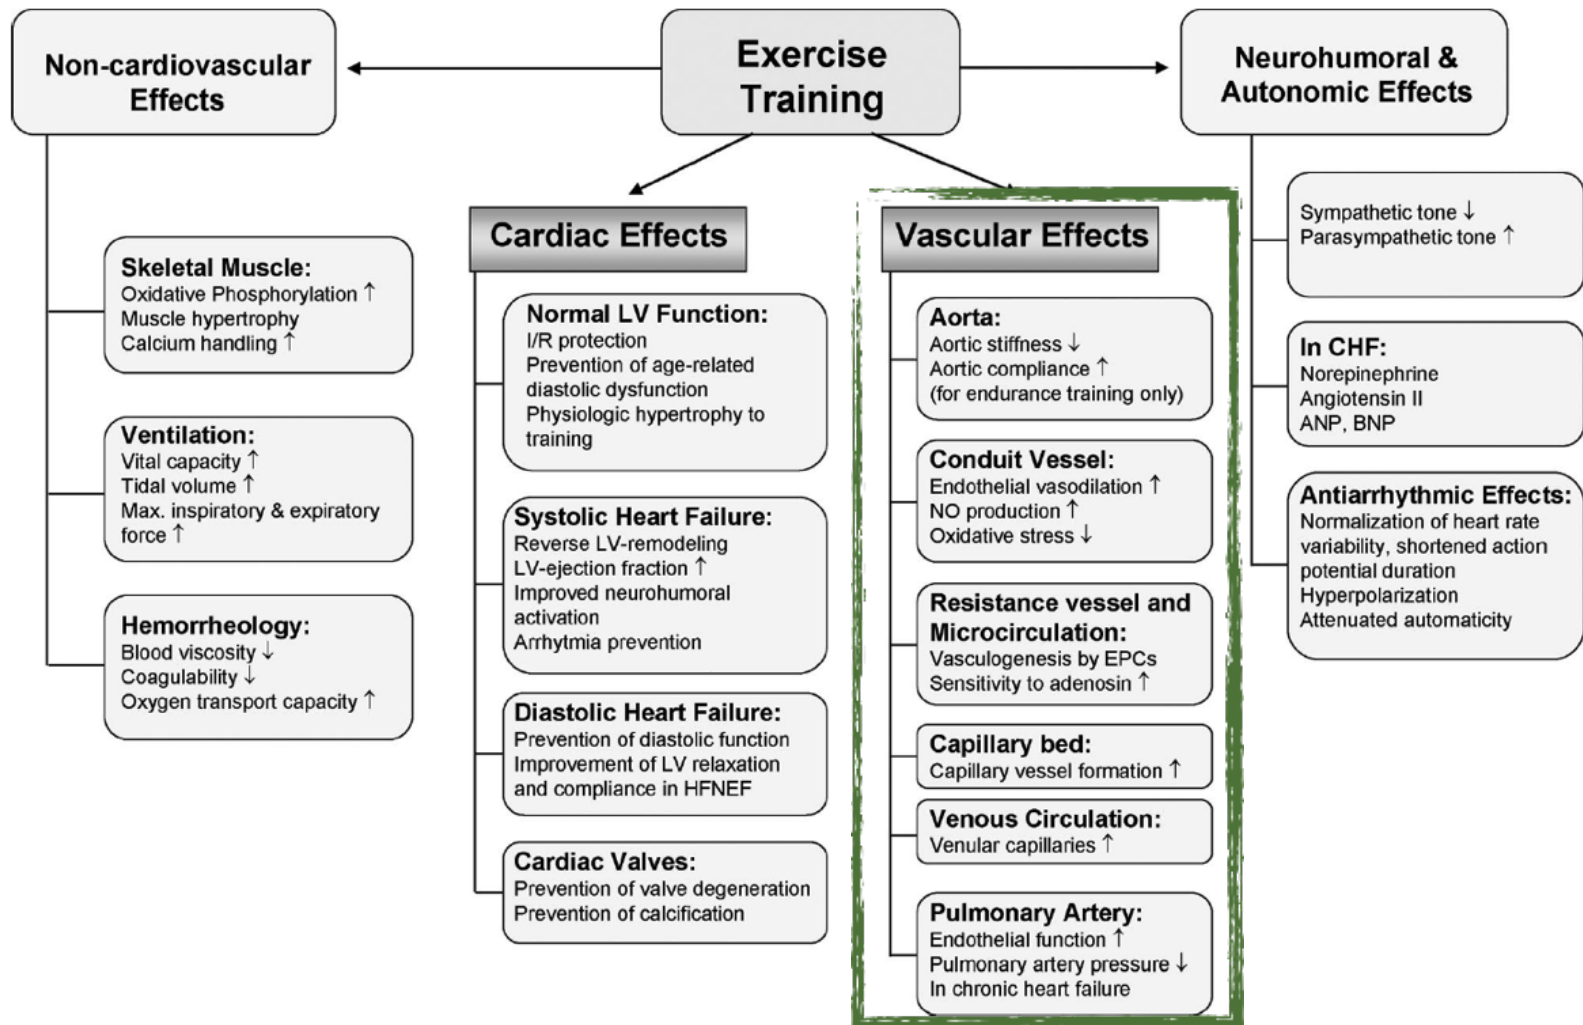 Exercise
Training
Non-cardiovascular
Effects
Skeletal Muscle:
Oxidative Phosphorylation ↑
Muscle hypertrophy
Calcium handling ↑
Ventilation:
Vital capacity ↑
Tidal volume ↑
Max. inspiratory & expiratory
force ↑
Hemorrheology:
Blood viscosity ↓
Coagulability ↓
Oxygen transport capacity ↑
Cardiac Effects
Normal LV Function:
I/R protection
Prevention of age-related
diastolic dysfunction
Physiologic hypertrophy to
training
Systolic Heart Failure:
Reverse LV-remodeling
LV-ejection fraction ↑
Improved neurohumoral
activation
Arrhytmia prevention
Diastolic Heart Failure:
Prevention of diastolic function
Improvement of LV relaxation
and compliance in HFNEF
Cardiac Valves:
Prevention of valve degeneration
Prevention of calcification
Vascular Effects
Aorta:
Aortic stiffness ↓
Aortic compliance ↑
(for endurance training only)
Conduit Vessel:
Endothelial vasodilation ↑
NO production ↑
Oxidative stress ↓
Resistance vessel and
Microcirculation:
Vasculogenesis by EPCs
Sensitivity to adenosin ↑
Capillary bed:
Capillary vessel formation ↑
Venous Circulation:
Venular capillaries ↑
Pulmonary Artery:
Endothelial function ↑
Pulmonary artery pressure ↓
In chronic heart failure
Neurohumoral &
Autonomic Effects
Sympathetic tone ↓
Parasympathetic tone ↑
In CHF:
Norepinephrine
Angiotensin II
ANP, BNP
Antiarrhythmic Effects:
Normalization of heart rate
variability, shortened action
potential duration
Hyperpolarization
Attenuated automaticity